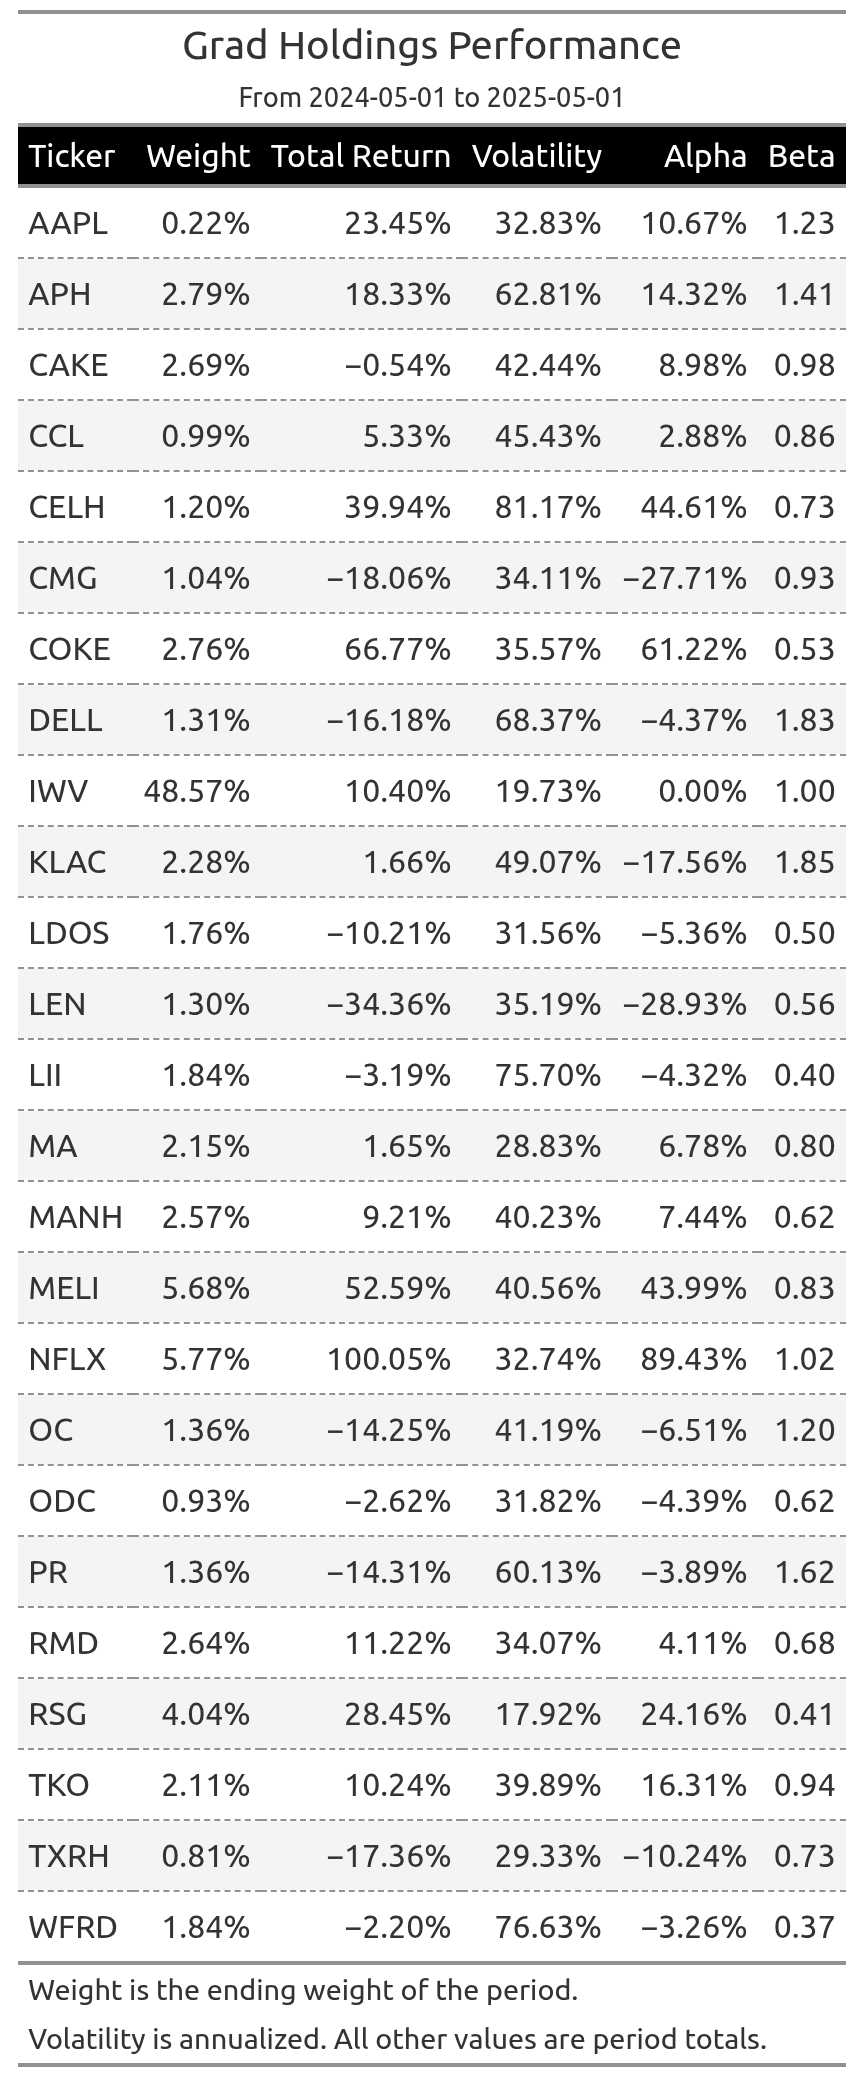 Grad Holdings Performance
From 2024-05-01 to 2025-05-01
Ticker Weight Total Return Volatility Alpha Beta
AAPL 0.22% 23.45% 32.83% 10.67% 1.23
APH 2.79% 18.33% 62.81% 14.32% 1.41
CAKE 2.69% −0.54% 42.44% 8.98% 0.98
CCL 0.99% 5.33% 45.43% 2.88% 0.86
CELH 1.20% 39.94% 81.17% 44.61% 0.73
CMG 1.04% −18.06% 34.11% −27.71% 0.93
COKE 2.76% 66.77% 35.57% 61.22% 0.53
DELL 1.31% −16.18% 68.37% −4.37% 1.83
IWV 48.57% 10.40% 19.73% 0.00% 1.00
KLAC 2.28% 1.66% 49.07% −17.56% 1.85
LDOS 1.76% −10.21% 31.56% −5.36% 0.50
LEN 1.30% −34.36% 35.19% −28.93% 0.56
LII 1.84% −3.19% 75.70% −4.32% 0.40
MA 2.15% 1.65% 28.83% 6.78% 0.80
MANH 2.57% 9.21% 40.23% 7.44% 0.62
MELI 5.68% 52.59% 40.56% 43.99% 0.83
NFLX 5.77% 100.05% 32.74% 89.43% 1.02
OC 1.36% −14.25% 41.19% −6.51% 1.20
ODC 0.93% −2.62% 31.82% −4.39% 0.62
PR 1.36% −14.31% 60.13% −3.89% 1.62
RMD 2.64% 11.22% 34.07% 4.11% 0.68
RSG 4.04% 28.45% 17.92% 24.16% 0.41
TKO 2.11% 10.24% 39.89% 16.31% 0.94
TXRH 0.81% −17.36% 29.33% −10.24% 0.73
WFRD 1.84% −2.20% 76.63% −3.26% 0.37
Weight is the ending weight of the period.
Volatility is annualized. All other values are period totals.